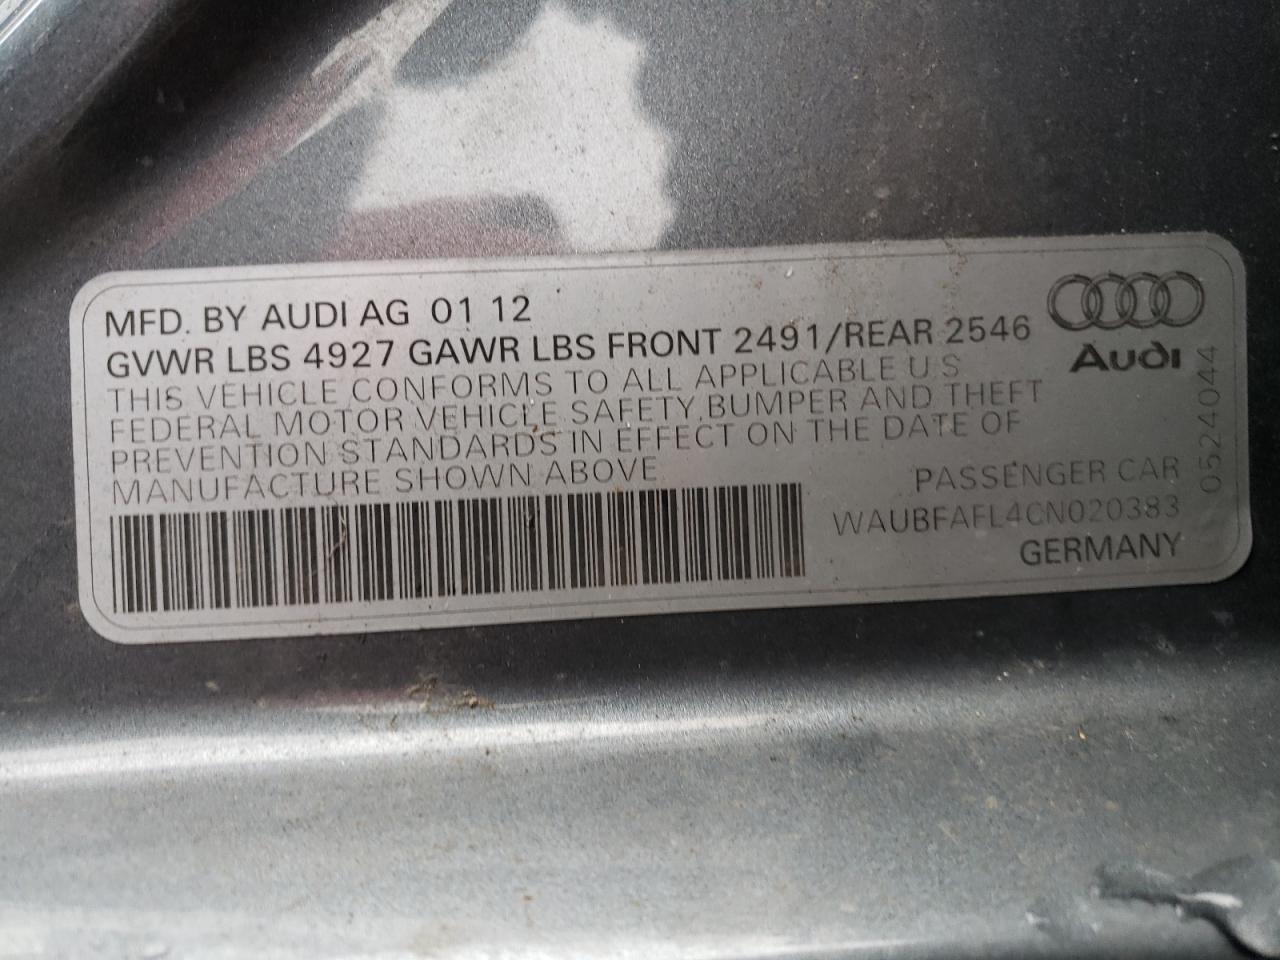 MFD. BY AUDI AG 01 12
GVWR LBS 4927 GAWR LBS FRONT 2491/REAR 2546
THIS VEHICLE CONFORMS TO ALL APPLICABLE U S
FEDERAL MOTOR VEHICLE SAFETY, BUMPER AND THEFT
PREVENTION STANDARDS IN EFFECT ON THE DATE OF
MANUFACTURE SHOWN ABOVE
Audi
PASSENGER CAR
WAUBFAFL4CN020383
GERMANY
0524044